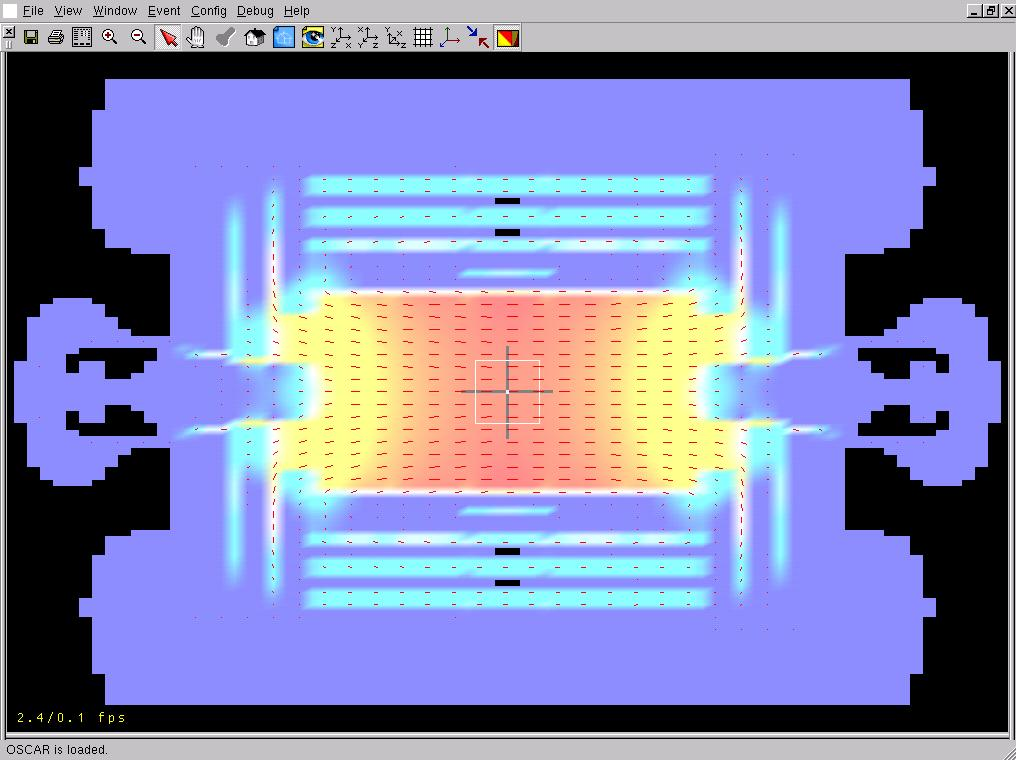 File View Window Event Config Debug Help
2.4/0.1 fps
OSCAR is loaded.